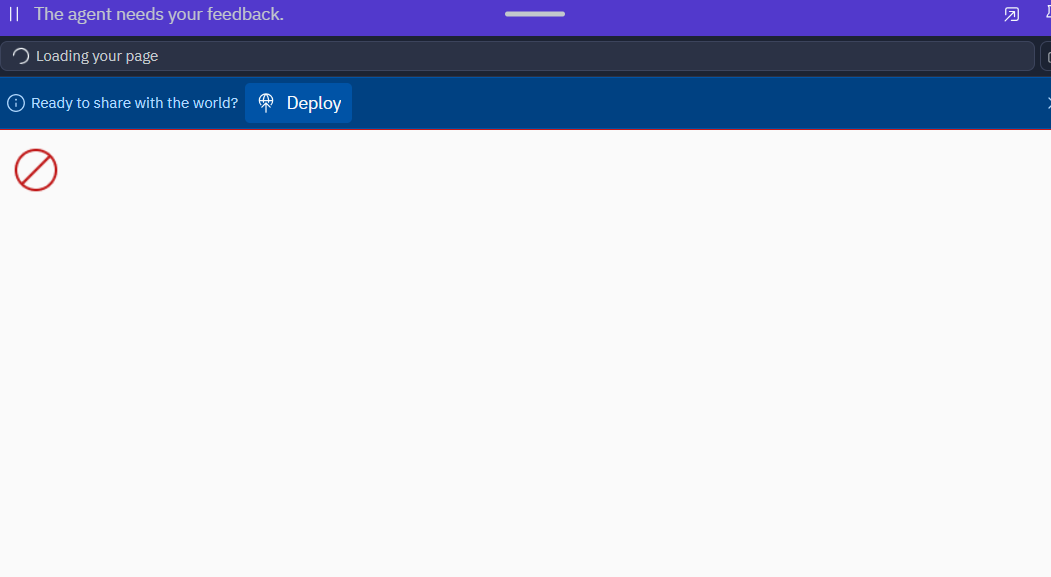 The agent needs your feedback.
Loading your page
Ready to share with the world? Deploy